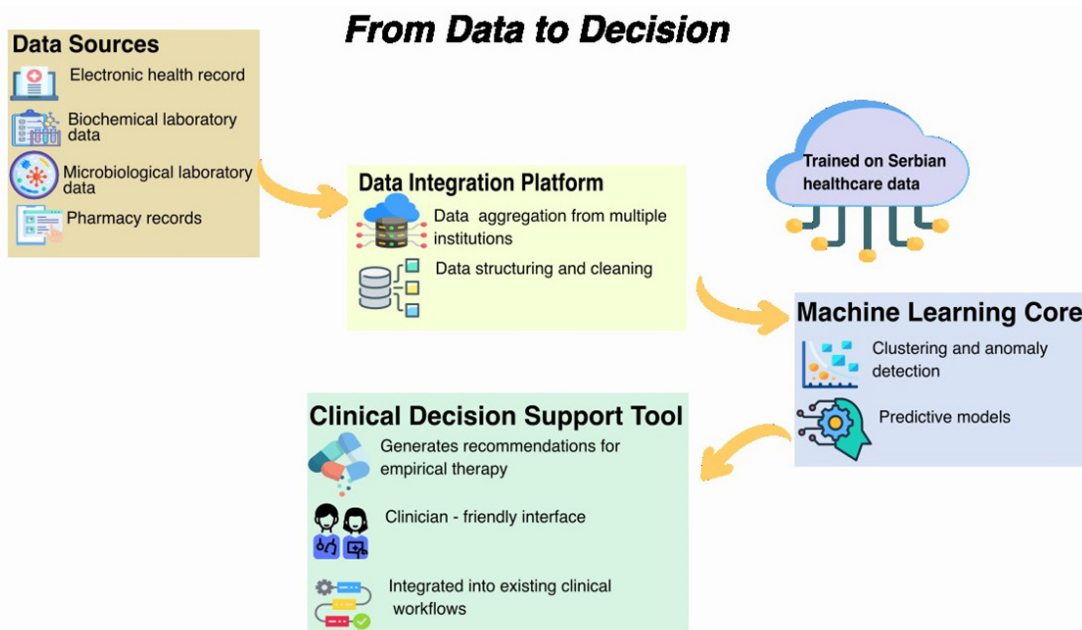 From Data to Decision
Data Sources
Electronic health record
Biochemical laboratory
data
Microbiological laboratory
data
Pharmacy records
Data Integration Platform
Data aggregation from multiple
institutions
Data structuring and cleaning
Trained on Serbian
healthcare data
Machine Learning Core
Clustering and anomaly
detection
Predictive models
Clinical Decision Support Tool
Generates recommendations for
empirical therapy
Clinician - friendly interface
Integrated into existing clinical
workflows